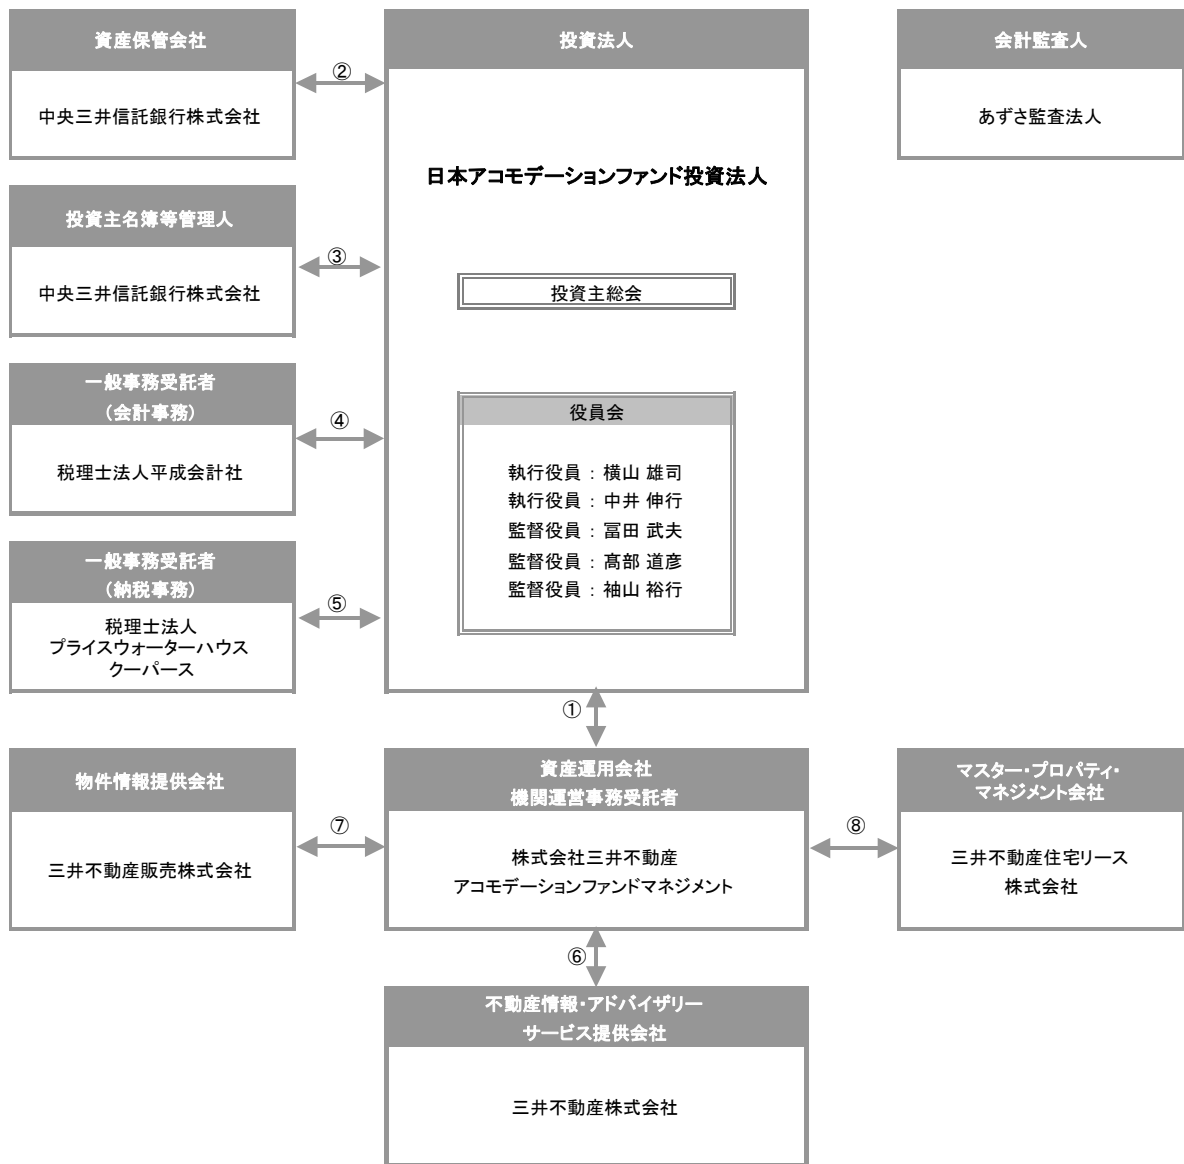 資産保管会社
中央三井信託銀行株式会社
②
投資主名簿等管理人
中央三井信託銀行株式会社
③
一般事務受託者
（会計事務）
税理士法人平成会計社
④
一般事務受託者
（納税事務）
税理士法人
プライスウォーターハウス
クーパース
⑤
投資法人
日本アコモデーションファンド投資法人
投資主総会
役員会
執行役員 ： 横山 雄司
執行役員 ： 中井 伸行
監督役員 ： 冨田 武夫
監督役員 ： 髙部 道彦
監督役員 ： 袖山 裕行
会計監査人
あずさ監査法人
①
物件情報提供会社
三井不動産販売株式会社
⑦
資産運用会社
機関運営事務受託者
株式会社三井不動産
アコモデーションファンドマネジメント
⑧
マスター・プロパティ・
マネジメント会社
三井不動産住宅リース
株式会社
⑥
不動産情報・アドバイザリー
サービス提供会社
三井不動産株式会社